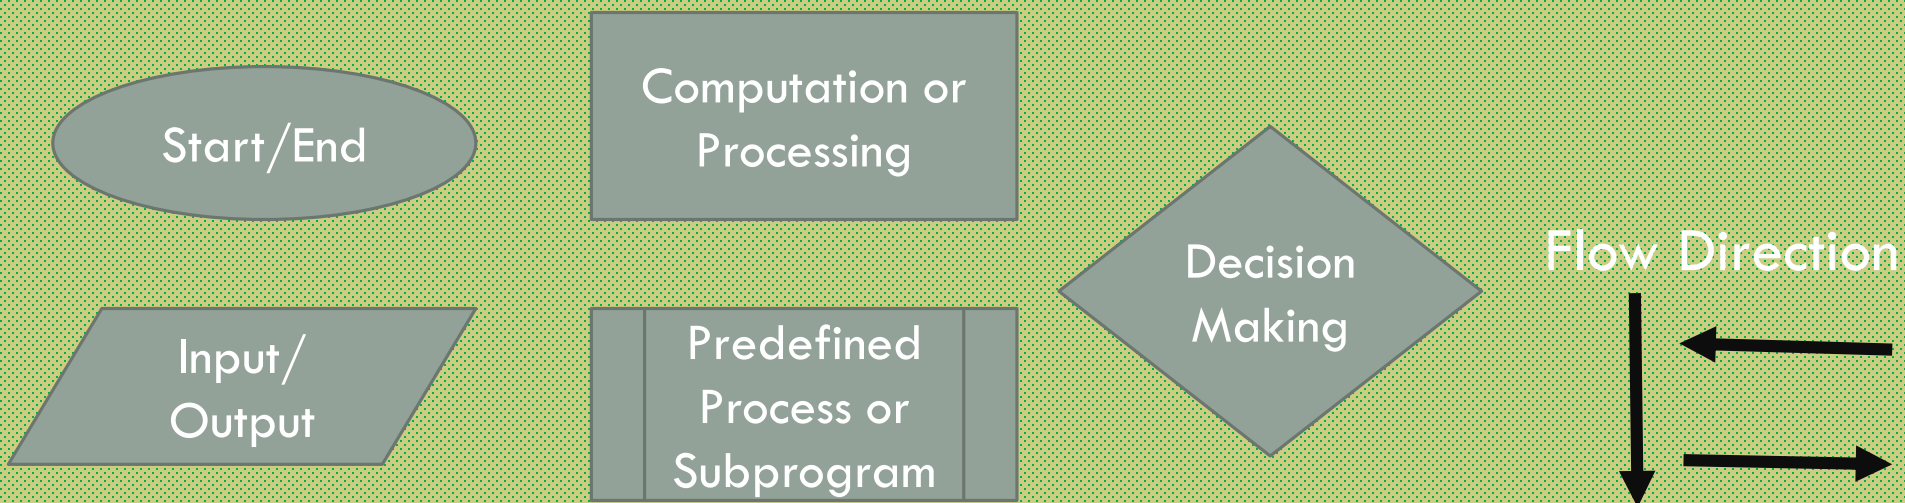 Start/End
Computation or
Processing
Input/
Output
Predefined
Process or
Subprogram
Decision
Making
Flow Direction